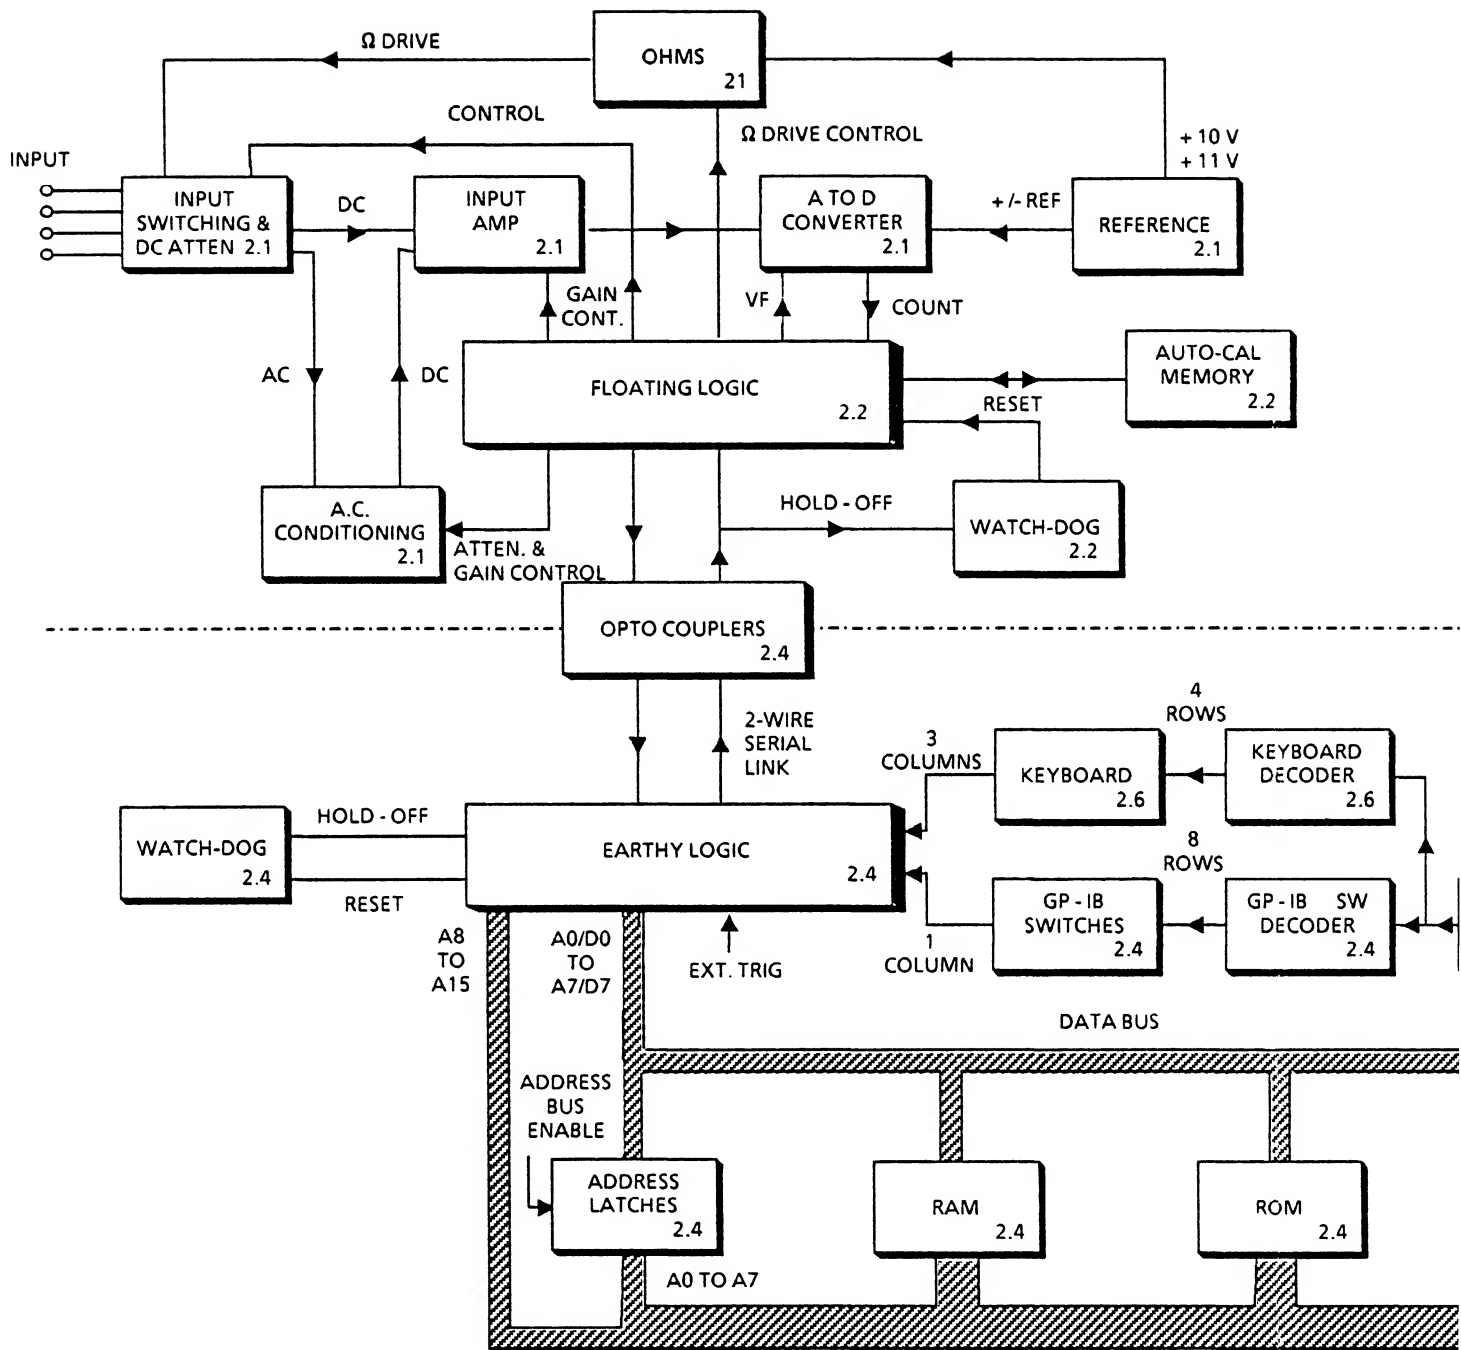 Ω DRIVE
OHMS
21
CONTROL
Ω DRIVE CONTROL
+ 10 V
+ 11 V
INPUT
INPUT
SWITCHING &
DC ATTEN 2.1
DC
INPUT
AMP
2.1
A TO D
CONVERTER
2.1
+ /- REF
REFERENCE
2.1
GAIN
CONT.
VF
COUNT
AC
DC
FLOATING LOGIC
2.2
RESET
AUTO-CAL
MEMORY
2.2
A.C.
CONDITIONING
2.1
ATTEN. &
GAIN CONTROL
HOLD - OFF
WATCH-DOG
2.2
OPTO COUPLERS
2.4
2-WIRE
SERIAL
LINK
3
COLUMNS
KEYBOARD
2.6
4
ROWS
KEYBOARD
DECODER
2.6
WATCH-DOG
2.4
HOLD - OFF
RESET
EARTHY LOGIC
2.4
8
ROWS
1
COLUMN
GP - IB
SWITCHES
2.4
GP - IB SW
DECODER
2.4
A8
TO
A15
A0/D0
TO
A7/D7
EXT. TRIG
DATA BUS
ADDRESS
BUS
ENABLE
ADDRESS
LATCHES
2.4
RAM
2.4
ROM
2.4
A0 TO A7